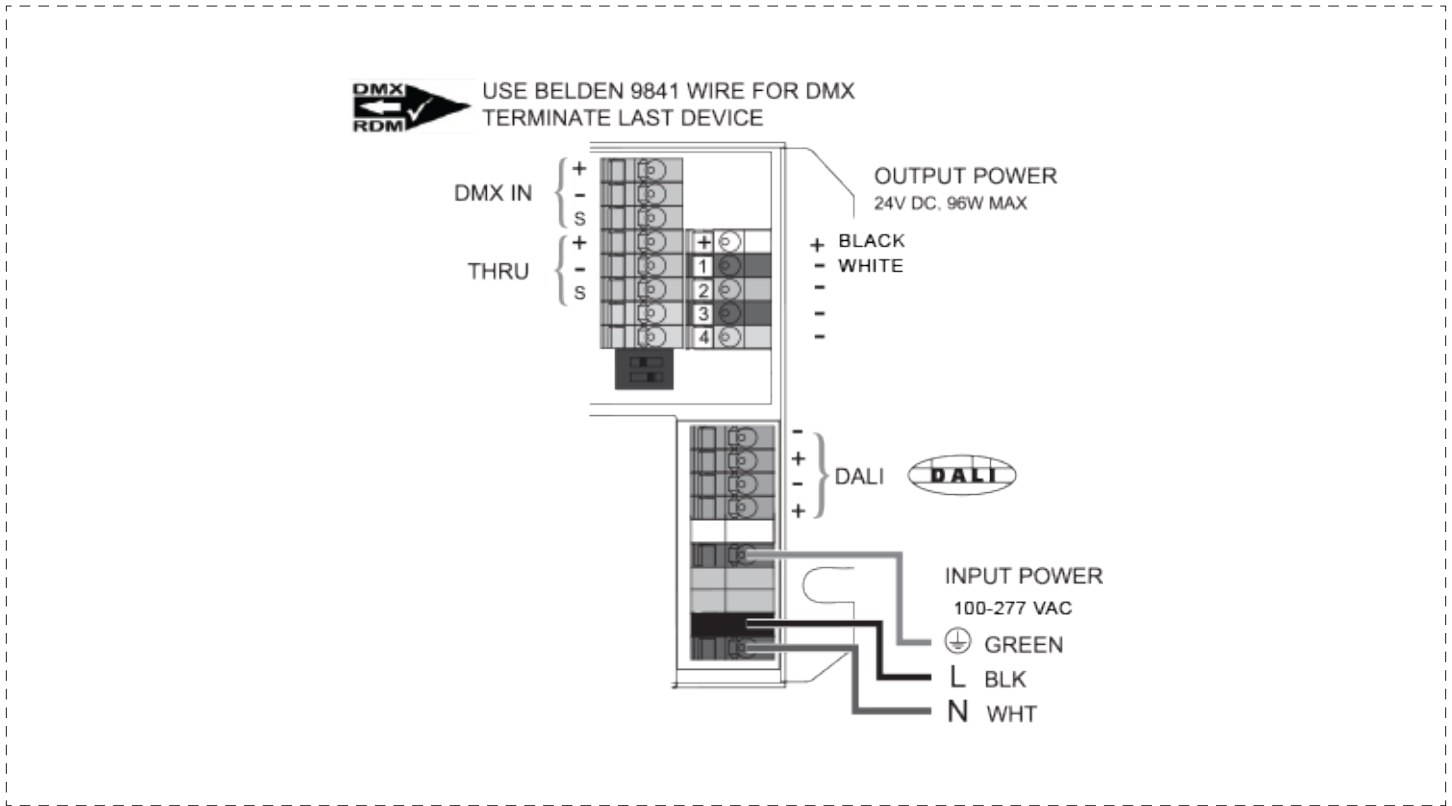 DMX
RDM
USE BELDEN 9841 WIRE FOR DMX
TERMINATE LAST DEVICE
DMX IN
+
-
S
THRU
+
-
S
+
1
2
3
4
OUTPUT POWER
24V DC, 96W MAX
+ BLACK
- WHITE
-
-
-
-
+
-
+
DALI
DALI
INPUT POWER
100-277 VAC
GREEN
L BLK
N WHT